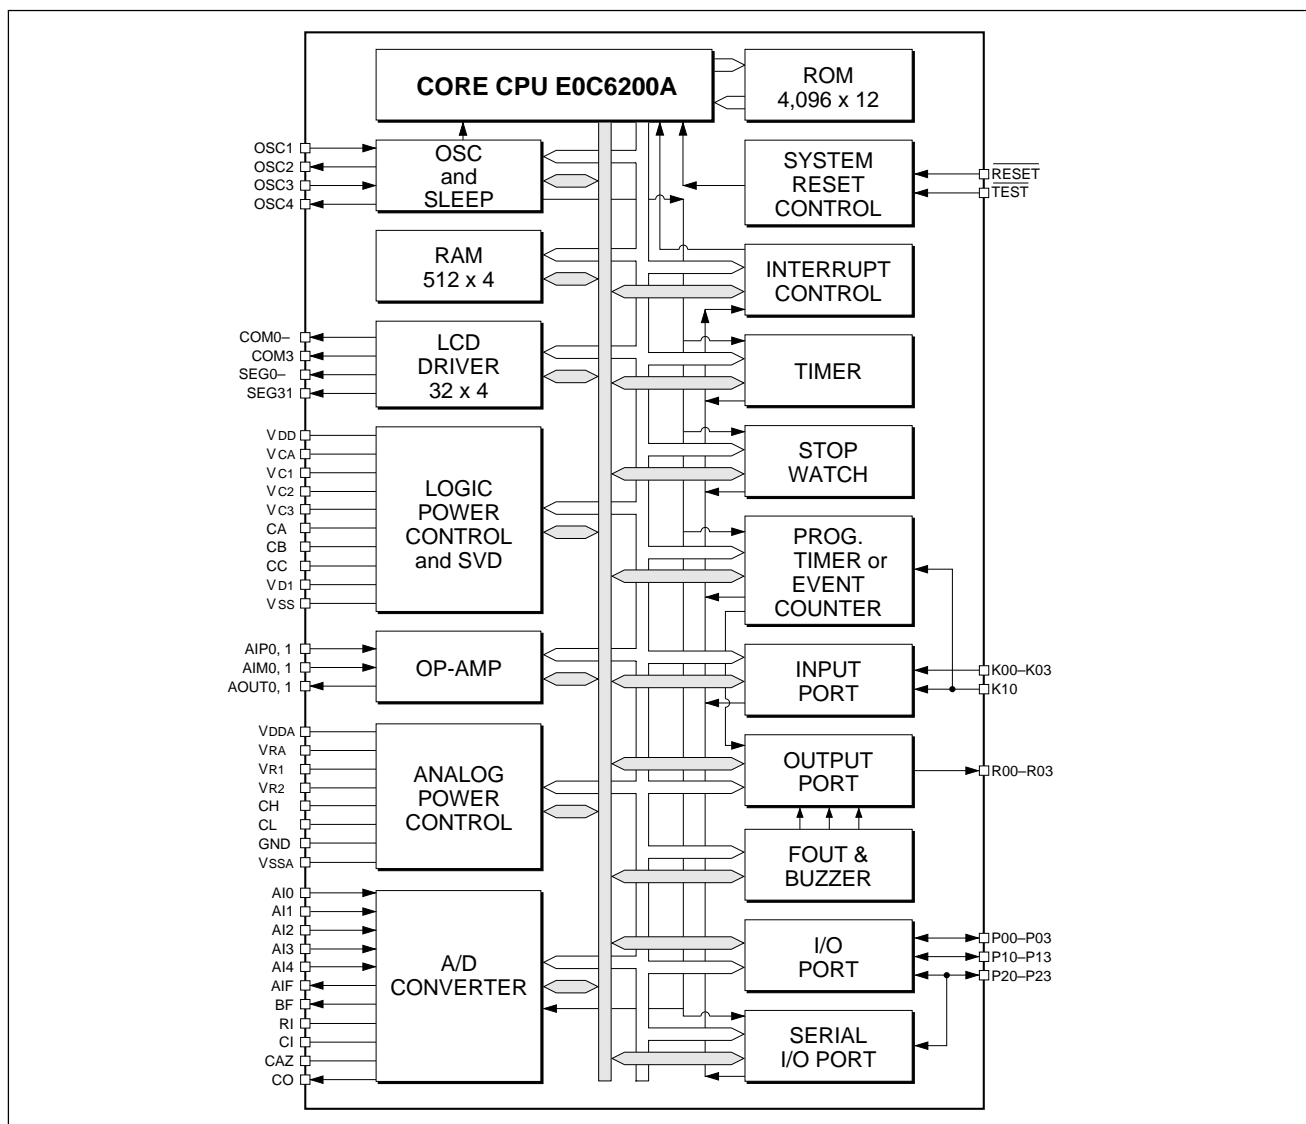 CORE CPU E0C6200A
ROM
4,096 x 12
OSC1
OSC2
OSC3
OSC4
OSC
and
SLEEP
SYSTEM
RESET
CONTROL
RESET
TEST
RAM
512 x 4
INTERRUPT
CONTROL
COM0–
COM3
SEG0–
SEG31
LCD
DRIVER
32 x 4
TIMER
VDD
VCA
VC1
VC2
VC3
CA
CB
CC
VD1
VSS
LOGIC
POWER
CONTROL
and SVD
STOP
WATCH
PROG.
TIMER or
EVENT
COUNTER
AIP0, 1
AIM0, 1
AOUT0, 1
OP-AMP
INPUT
PORT
K00–K03
K10
VDDA
VRA
VR1
VR2
CH
CL
GND
VSSA
ANALOG
POWER
CONTROL
OUTPUT
PORT
R00–R03
FOUT &
BUZZER
AI0
AI1
AI2
AI3
AI4
AIF
BF
RI
CI
CAZ
CO
A/D
CONVERTER
I/O
PORT
P00–P03
P10–P13
P20–P23
SERIAL
I/O PORT